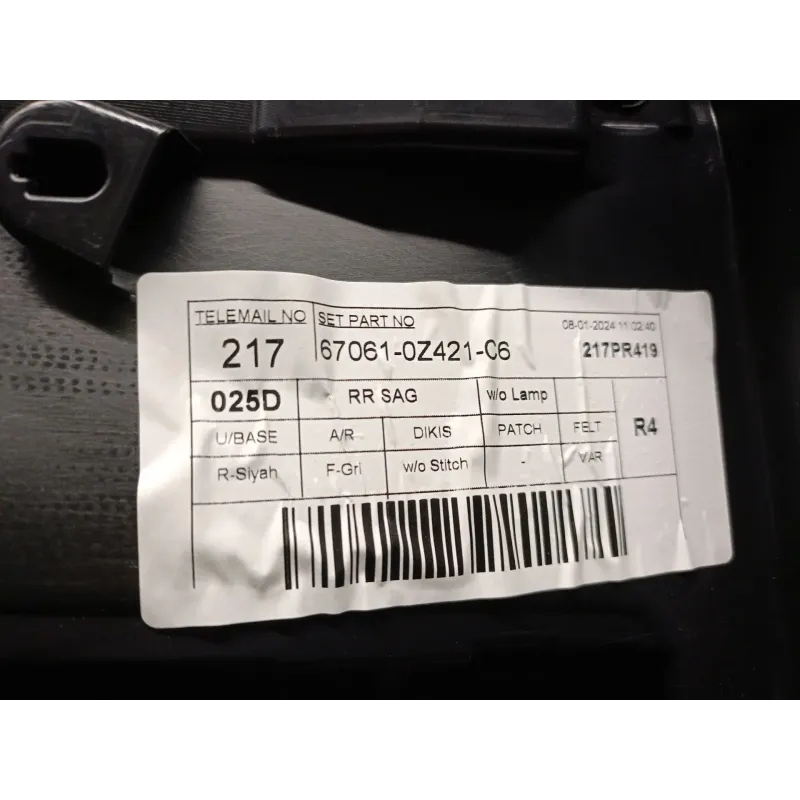 TELEMAIL NO SET PART NO 08-01-2024 11:02:40
217 67061-0Z421-C6 217PR419
025D RR SAG w/o Lamp
U/BASE A/R DIKIS PATCH FELT R4
R-Siyah F-Gri w/o Stitch - VAR